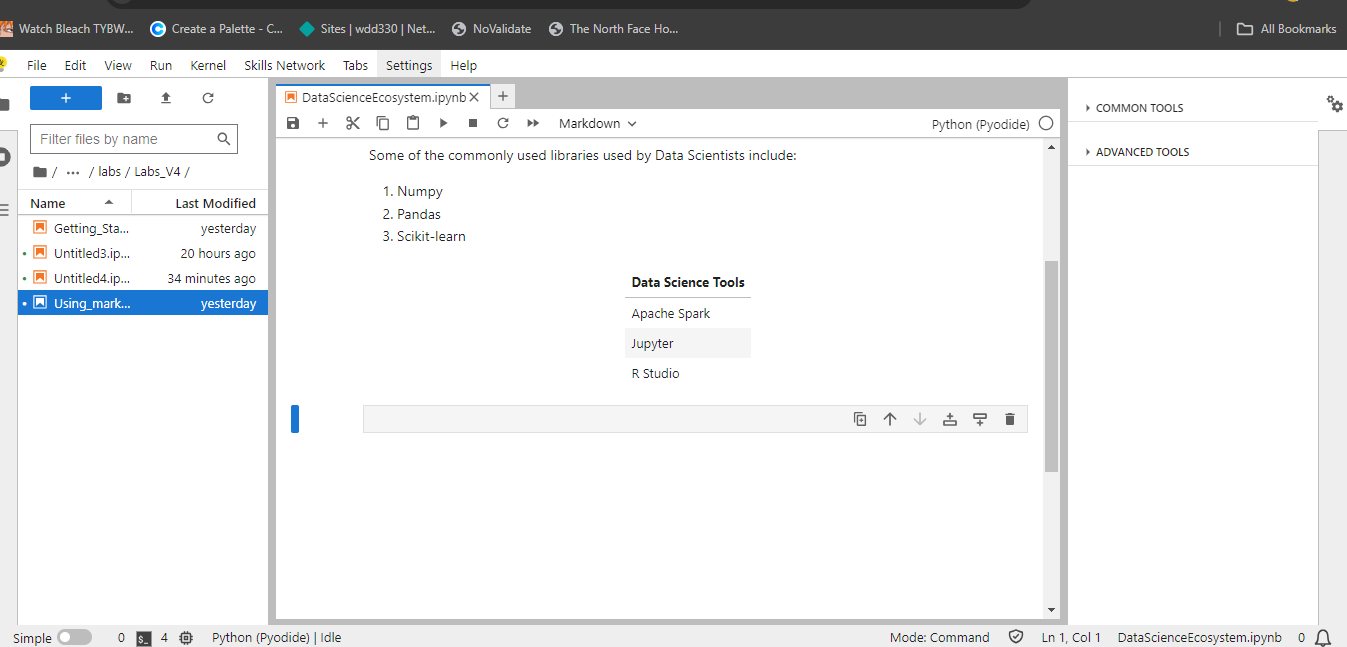 Watch Bleach TYBW... Create a Palette - C... Sites | wdd330 | Net... NoValidate The North Face Ho... All Bookmarks
File Edit View Run Kernel Skills Network Tabs Settings Help
+
DataScienceEcosystem.ipynb
Markdown Python (Pyodide)
Filter files by name
/ ... / labs / Labs_V4 /
Name Last Modified
Getting_Sta... yesterday
Untitled3.ip... 20 hours ago
Untitled4.ip... 34 minutes ago
Using_mark... yesterday
Some of the commonly used libraries used by Data Scientists include:
1. Numpy
2. Pandas
3. Scikit-learn
Data Science Tools
Apache Spark
Jupyter
R Studio
COMMON TOOLS
ADVANCED TOOLS
Simple 0 $_ 4 Python (Pyodide) | Idle Mode: Command Ln 1, Col 1 DataScienceEcosystem.ipynb 0